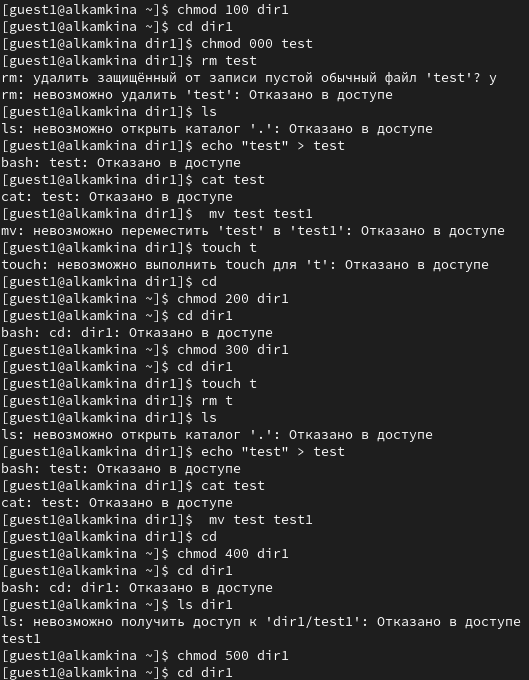 [guest1@alkamkina ~]$ chmod 100 dir1
[guest1@alkamkina ~]$ cd dir1
[guest1@alkamkina dir1]$ chmod 000 test
[guest1@alkamkina dir1]$ rm test
rm: удалить защищённый от записи пустой обычный файл 'test'? y
rm: невозможно удалить 'test': Отказано в доступе
[guest1@alkamkina dir1]$ ls
ls: невозможно открыть каталог '.': Отказано в доступе
[guest1@alkamkina dir1]$ echo "test" > test
bash: test: Отказано в доступе
[guest1@alkamkina dir1]$ cat test
cat: test: Отказано в доступе
[guest1@alkamkina dir1]$  mv test test1
mv: невозможно переместить 'test' в 'test1': Отказано в доступе
[guest1@alkamkina dir1]$ touch t
touch: невозможно выполнить touch для 't': Отказано в доступе
[guest1@alkamkina dir1]$ cd
[guest1@alkamkina ~]$ chmod 200 dir1
[guest1@alkamkina ~]$ cd dir1
bash: cd: dir1: Отказано в доступе
[guest1@alkamkina ~]$ chmod 300 dir1
[guest1@alkamkina ~]$ cd dir1
[guest1@alkamkina dir1]$ touch t
[guest1@alkamkina dir1]$ rm t
[guest1@alkamkina dir1]$ ls
ls: невозможно открыть каталог '.': Отказано в доступе
[guest1@alkamkina dir1]$ echo "test" > test
bash: test: Отказано в доступе
[guest1@alkamkina dir1]$ cat test
cat: test: Отказано в доступе
[guest1@alkamkina dir1]$  mv test test1
[guest1@alkamkina dir1]$ cd
[guest1@alkamkina ~]$ chmod 400 dir1
[guest1@alkamkina ~]$ cd dir1
bash: cd: dir1: Отказано в доступе
[guest1@alkamkina ~]$ ls dir1
ls: невозможно получить доступ к 'dir1/test1': Отказано в доступе
test1
[guest1@alkamkina ~]$ chmod 500 dir1
[guest1@alkamkina ~]$ cd dir1